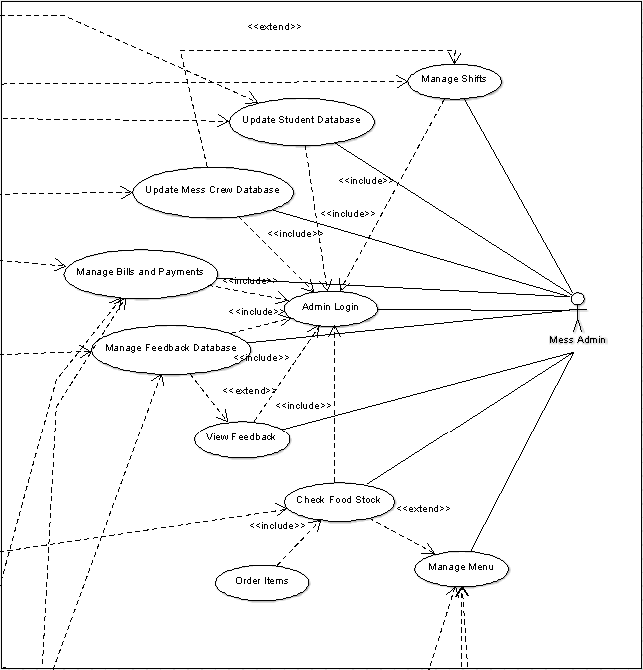 <<extend>>
Manage Shifts
Update Student Database
<<include>>
Update Mess Crew Database
<<include>>
<<include>>
Manage Bills and Payments
<<include>>
Admin Login
<<include>>
Mess Admin
Manage Feedback Database
<<include>>
<<extend>>
<<include>>
View Feedback
Check Food Stock
<<extend>>
<<include>>
Manage Menu
Order Items